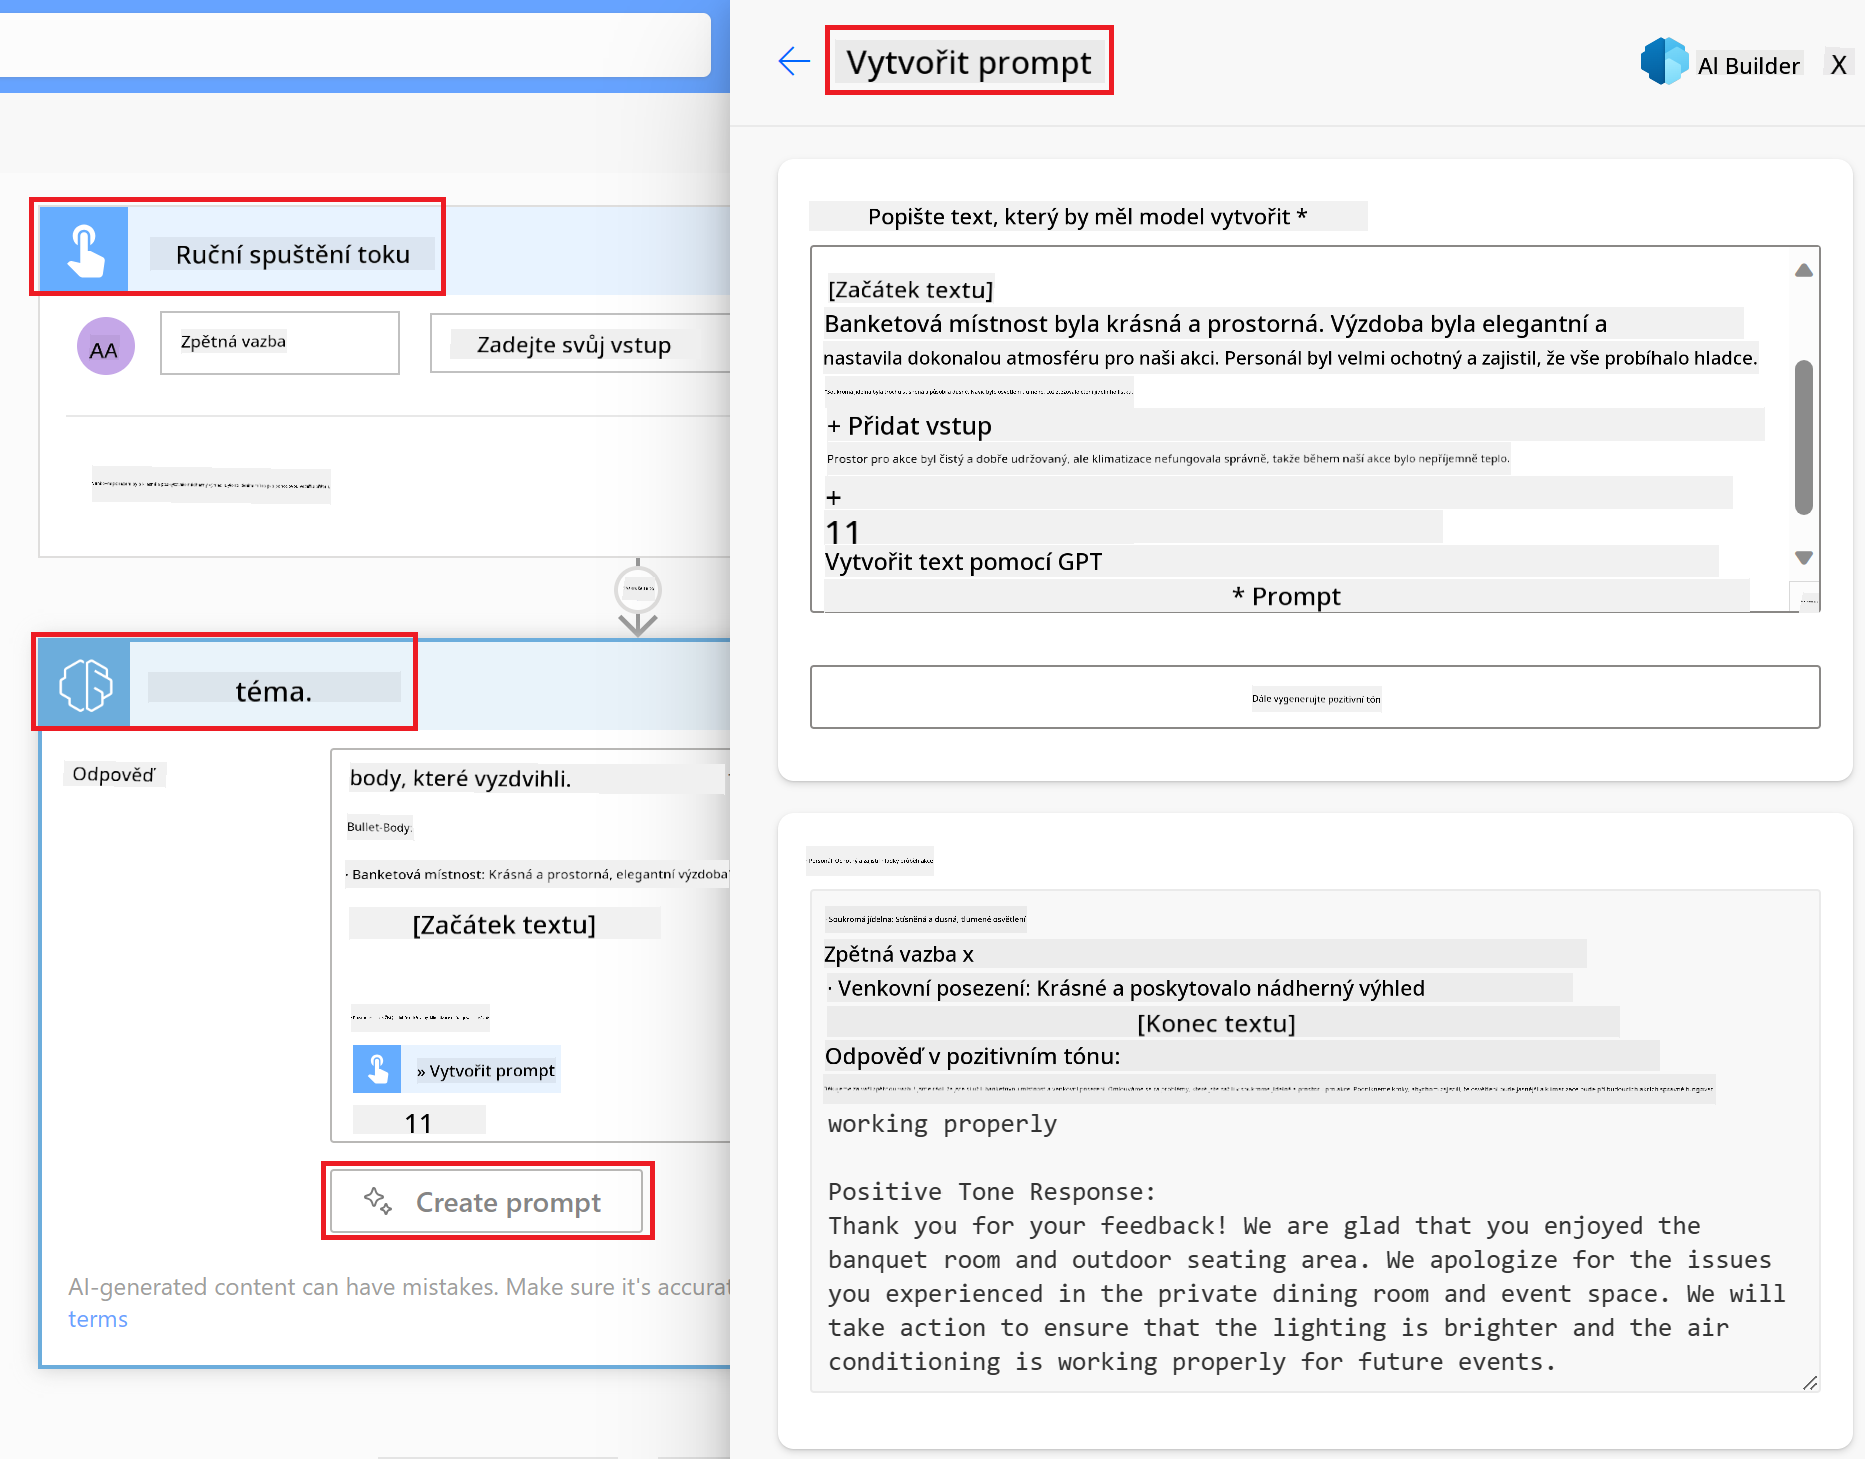 Vytvořit prompt
AI Builder
X
Ruční spuštění toku
AA
Zpětná vazba
Zadejte svůj vstup
téma.
Odpověď
body, které vyzdvihli.
Bullet-Body:
· Banketová místnost: Krásná a prostorná, elegantní výzdoba
[Začátek textu]
» Vytvořit prompt
11
Create prompt
AI-generated content can have mistakes. Make sure it's accurat
terms
Popište text, který by měl model vytvořit *
[Začátek textu]
Banketová místnost byla krásná a prostorná. Výzdoba byla elegantní a
nastavila dokonalou atmosféru pro naši akci. Personál byl velmi ochotný a zajistil, že vše probíhalo hladce.
+ Přidat vstup
Prostor pro akce byl čistý a dobře udržovaný, ale klimatizace nefungovala správně, takže během naší akce bylo nepříjemně teplo.
+
11
Vytvořit text pomocí GPT
* Prompt
Dále vygenerujte pozitivní tón
· Personál: Ochotný a zajistil hladký průběh akce
· Soukromá jídelna: Stísněná a dusná, tlumené osvětlení
Zpětná vazba x
· Venkovní posezení: Krásné a poskytovalo nádherný výhled
[Konec textu]
Odpověď v pozitivním tónu:
working properly
Positive Tone Response:
Thank you for your feedback! We are glad that you enjoyed the
banquet room and outdoor seating area. We apologize for the issues
you experienced in the private dining room and event space. We will
take action to ensure that the lighting is brighter and the air
conditioning is working properly for future events.